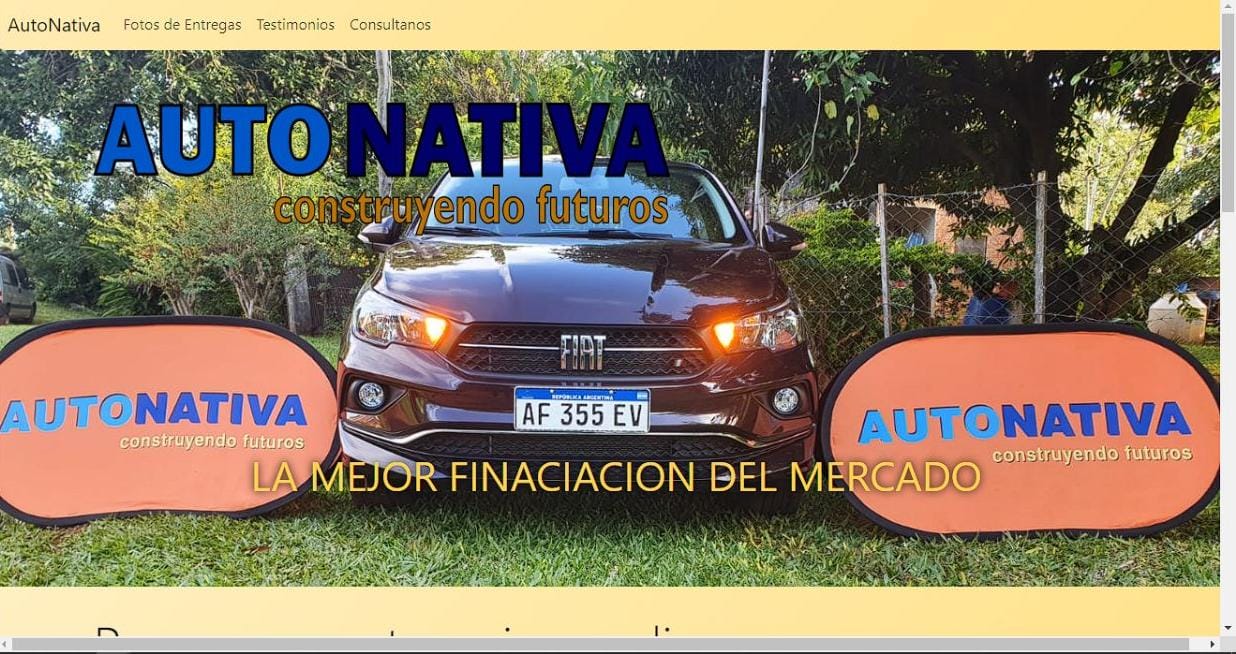 AutoNativa Fotos de Entregas Testimonios Consultanos
AUTO NATIVA
construyendo futuros
FIAT
REPÚBLICA ARGENTINA
AF 355 EV
AUTONATIVA
construyendo futuros
AUTONATIVA
construyendo futuros
LA MEJOR FINACIACION DEL MERCADO